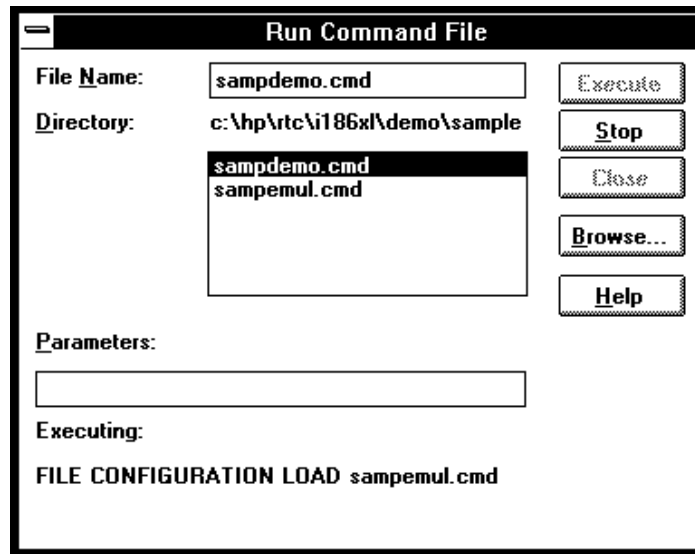 Run Command File
File Name:
sampdemo.cmd
Execute
Directory:
c:\hp\rtc\i186xl\demo\sample
Stop
sampdemo.cmd
sampemul.cmd
Close
Browse...
Help
Parameters:
Executing:
FILE CONFIGURATION LOAD sampemul.cmd